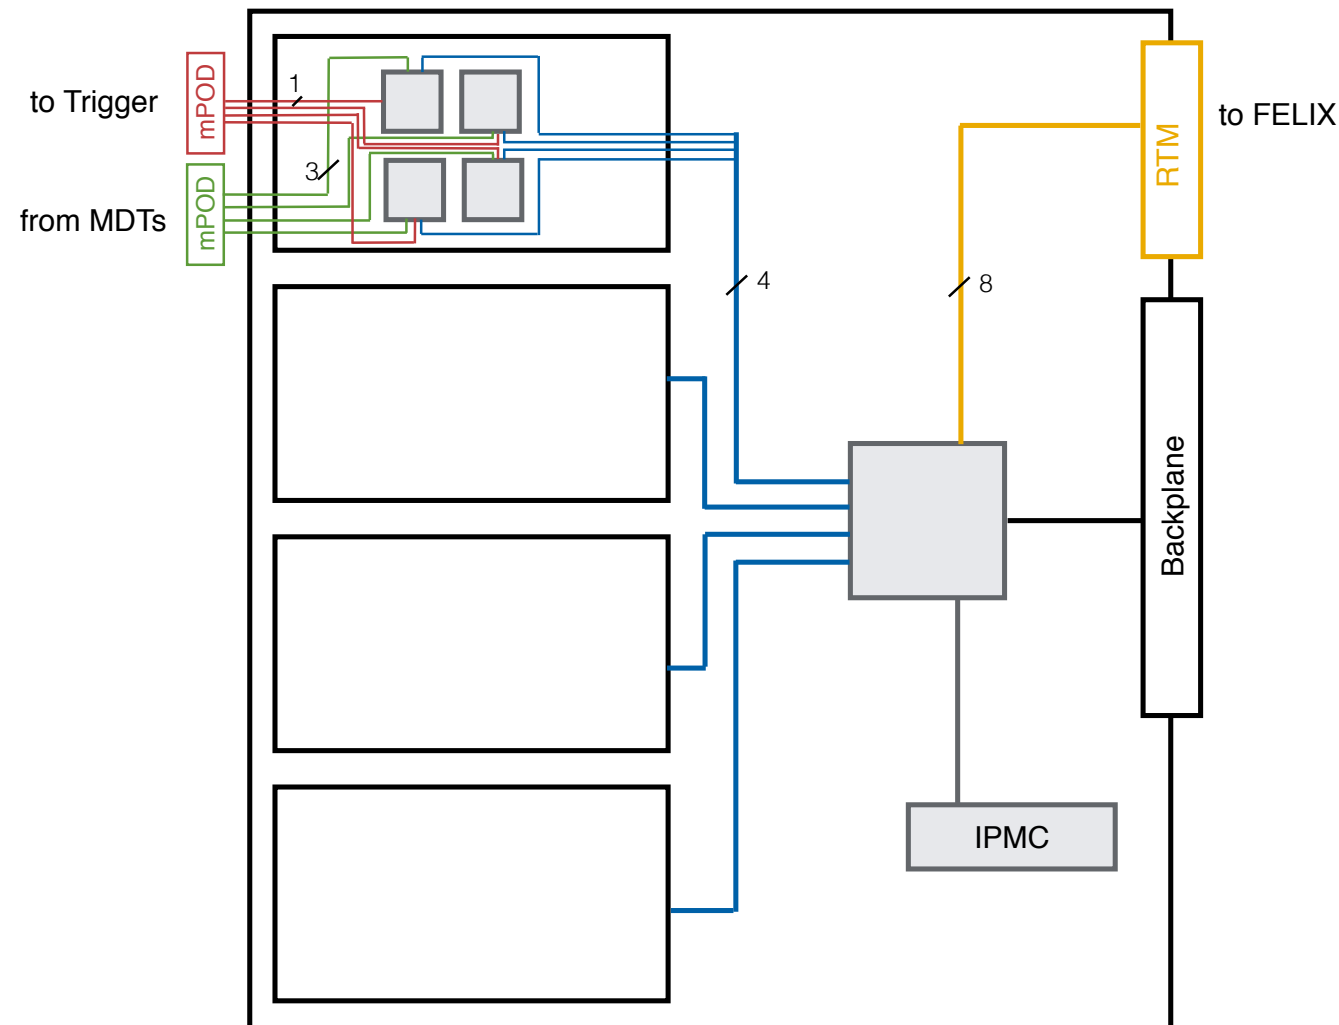 to Trigger
mPOD
1
3
from MDTs
mPOD
4
8
RTM
to FELIX
Backplane
IPMC